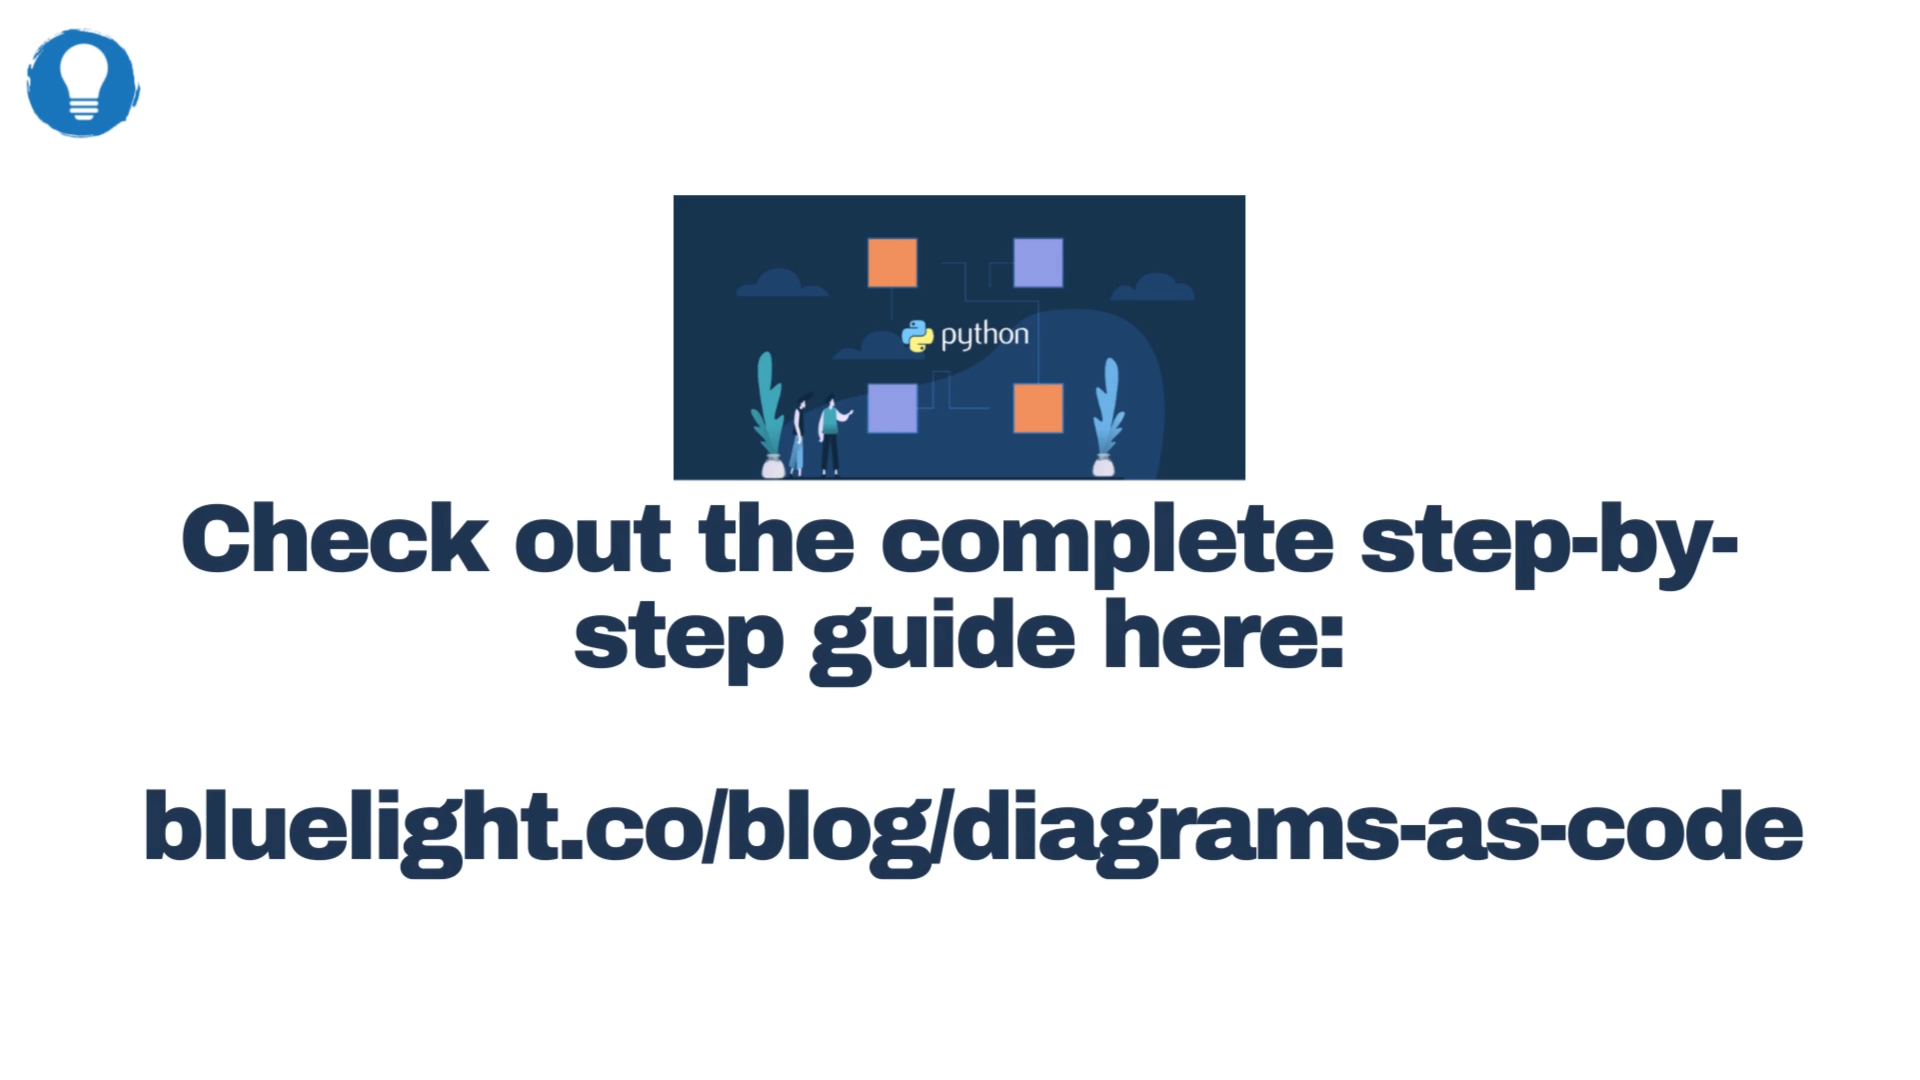 python
Check out the complete step-by-
step guide here:
bluelight.co/blog/diagrams-as-code